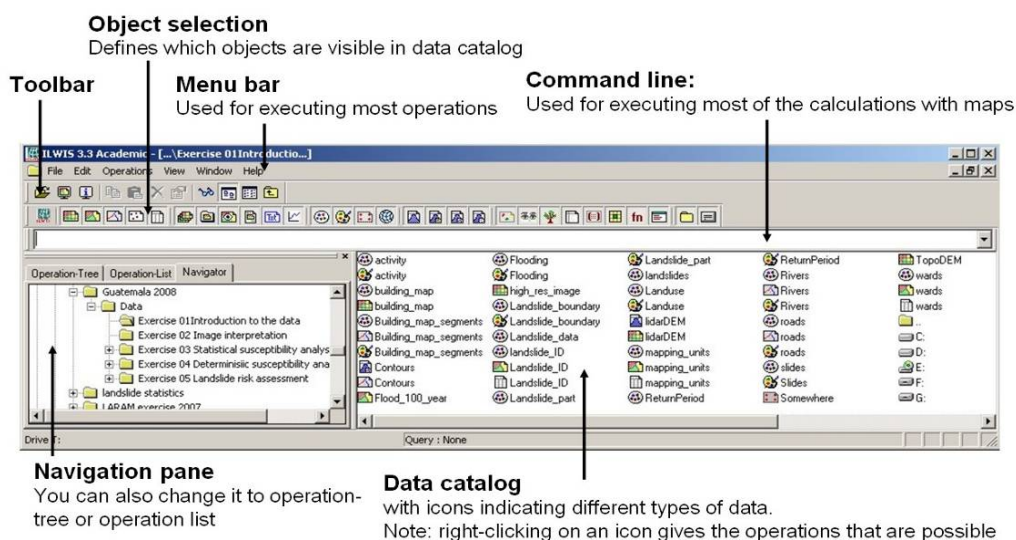 Object selection
Defines which objects are visible in data catalog
Toolbar
Menu bar
Used for executing most operations
Command line:
Used for executing most of the calculations with maps
ILWIS 3.3 Academic - [...\Exercise 01Introductio...]
File Edit Operations View Window Help
fn
Operation-Tree Operation-List Navigator
Guatemala 2008
Data
Exercise 01Introduction to the data
Exercise 02 Image interpretation
Exercise 03 Statistical susceptibility analys
Exercise 04 Determinisiic susceptibility ana
Exercise 05 Landslide risk assessment
landslide statistics
LARAM exercise 2007
activity Flooding Landslide_part ReturnPeriod TopoDEM
activity Flooding landslides Rivers wards
building_map high_res_image Landuse Rivers wards
building_map Landslide_boundary Landuse Rivers wards
Building_map_segments Landslide_boundary lidarDEM roads ..
Building_map_segments Landslide_data lidarDEM roads C:
Building_map_segments landslide_ID mapping_units roads D:
Contours Landslide_ID mapping_units slides E:
Contours Landslide_ID mapping_units Slides F:
Flood_100_year Landslide_part ReturnPeriod Somewhere G:
Drive T:
Query : None
Navigation pane
You can also change it to operation-
tree or operation list
Data catalog
with icons indicating different types of data.
Note: right-clicking on an icon gives the operations that are possible